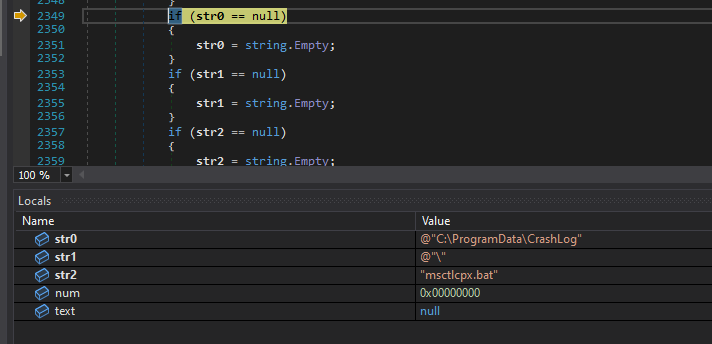 2348 }
2349 if (str0 == null)
2350 {
2351 str0 = string.Empty;
2352 }
2353 if (str1 == null)
2354 {
2355 str1 = string.Empty;
2356 }
2357 if (str2 == null)
2358 {
2359 str2 = string.Empty;
100 %
Locals
Name Value
str0 @"C:\ProgramData\CrashLog"
str1 @"\"
str2 "msctlcpx.bat"
num 0x00000000
text null